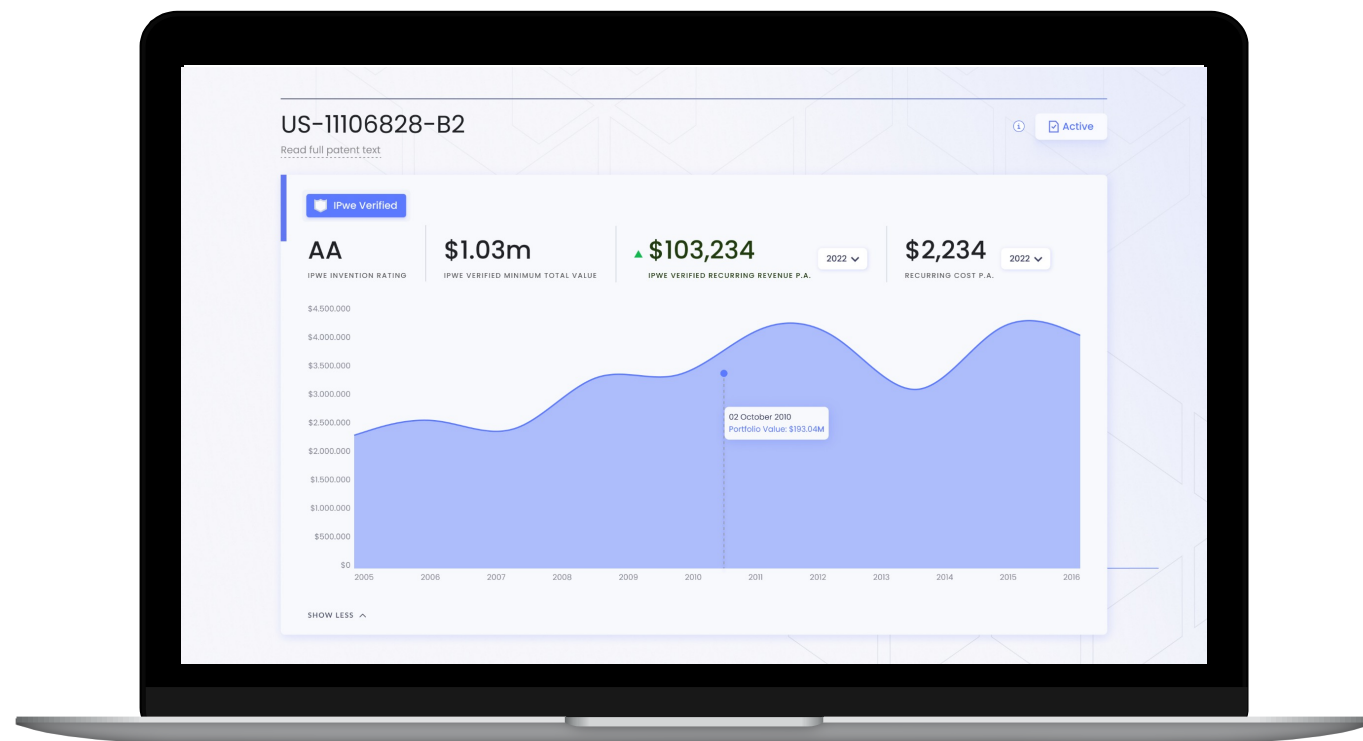 US-11106828-B2
Active
Read full patent text
IPwe Verified
AA
$1.03m
$103,234
2022
$2,234
2022
IPWE INVENTION RATING
IPWE VERIFIED MINIMUM TOTAL VALUE
IPWE VERIFIED RECURRING REVENUE P.A.
RECURRING COST P.A.
$4.500.000
$4.000.000
$3.500.000
$3.000.000
$2.500.000
$2.000.000
$1.500.000
$1.000.000
$500.000
$0
02 October 2010
Portfolio Value: $193.04M
2005 2006 2007 2008 2009 2010 2011 2012 2013 2014 2015 2016
SHOW LESS